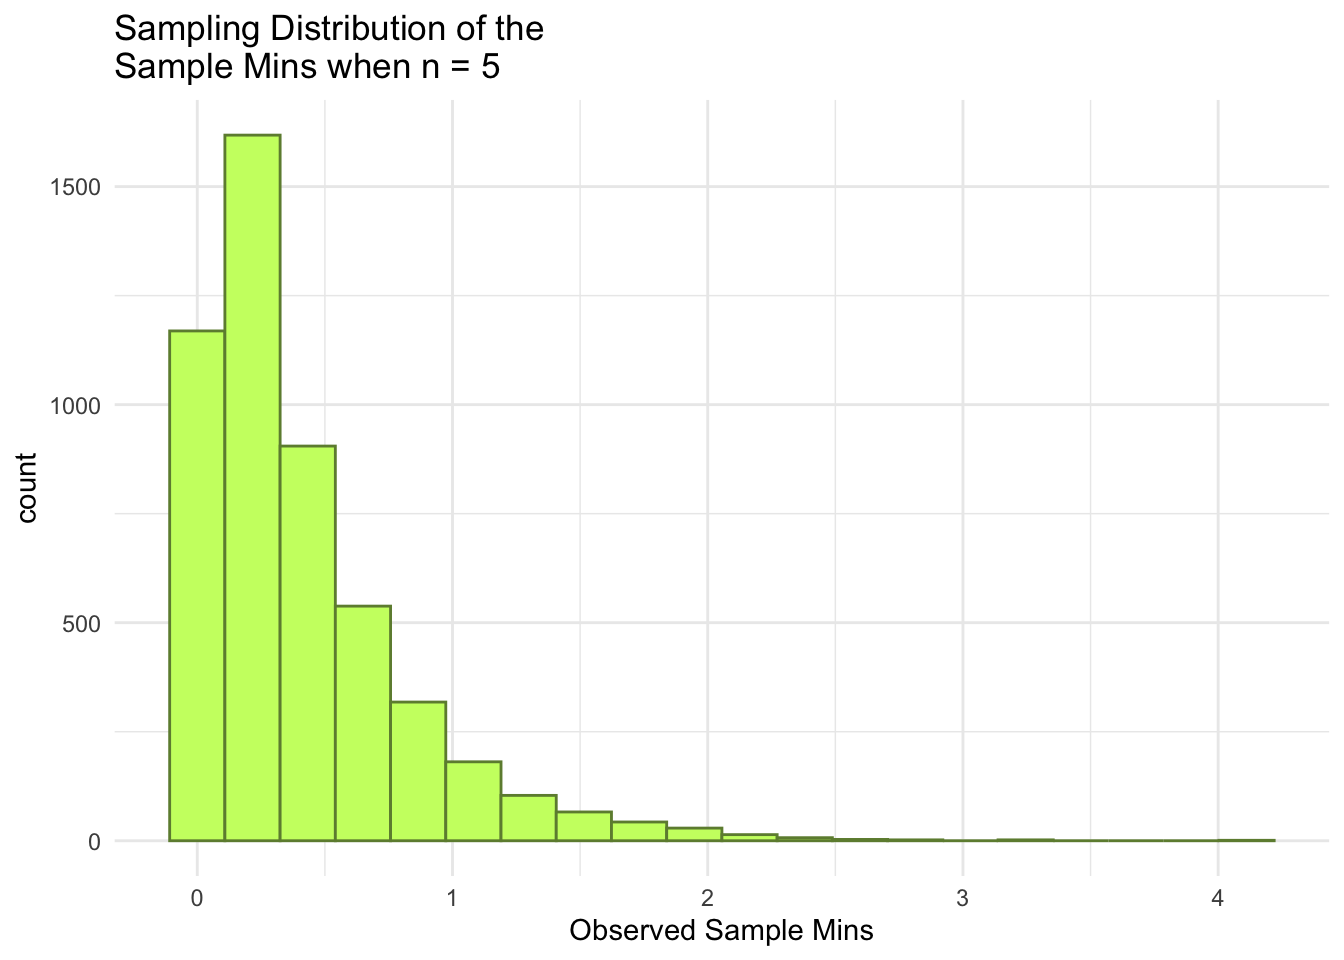 Sampling Distribution of the
Sample Mins when n = 5
1500
1000
500
0
count
0 1 2 3 4
Observed Sample Mins